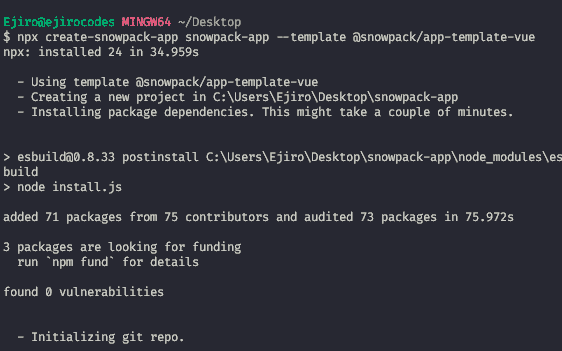 Ejiro@ejirocodes MINGW64 ~/Desktop
$ npx create-snowpack-app snowpack-app --template @snowpack/app-template-vue
npx: installed 24 in 34.959s
- Using template @snowpack/app-template-vue
- Creating a new project in C:\Users\Ejiro\Desktop\snowpack-app
- Installing package dependencies. This might take a couple of minutes.
> esbuild@0.8.33 postinstall C:\Users\Ejiro\Desktop\snowpack-app\node_modules\es
build
> node install.js
added 71 packages from 75 contributors and audited 73 packages in 75.972s
3 packages are looking for funding
run `npm fund` for details
found 0 vulnerabilities
- Initializing git repo.